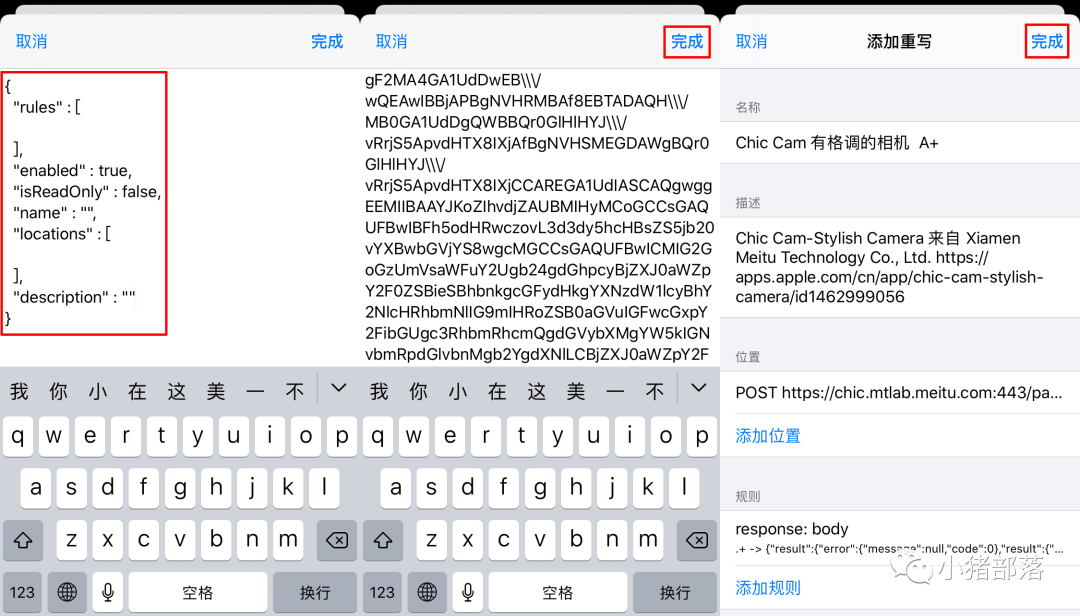 取消
完成
{
"rules" : [
],
"enabled" : true,
"isReadOnly" : false,
"name" : "",
"locations" : [
],
"description" : ""
}
我 你 小 在 这 美 一 不
q w e r t y u i o p
a s d f g h j k l
z x c v b n m
123 空格 换行
取消
完成
gF2MA4GA1UdDwEB\\\/
wQEAwIBBjAPBgNVHRMBAf8EBTADAQH\\\/
MB0GA1UdDgQWBBQr0GlHlHYJ\\\/
vRrjS5ApvdHTX8IXjAfBgNVHSMEGDAWgBQr0
GlHlHYJ\\\/
vRrjS5ApvdHTX8IXjCCAREGA1UdIASCAQgwgg
EEMIIBAAYJKoZIhvdjZAUBMIHyMCoGCCsGAQ
UFBwIBFh5odHRwczovL3d3dy5hcHBsZS5jb20
vYXBwbGVjYS8wgcMGCCsGAQUFBwICMIG2G
oGzUmVsaWFuY2Ugb24gdGhpcyBjZXJ0aWZp
Y2F0ZSBieSBhbnkgcGFydHkgYXNzdW1lcyBhY
2NlcHRhbmNlIG9mIHRoZSB0aGVuIGFwcGxpY
2FibGUgc3RhbmRhcmQgdGVybXMgYW5kIGN
vbmRpdGlvbnMgb2YgdXNlLCBjZXJ0aWZpY2F
我 你 小 在 这 美 一 不
q w e r t y u i o p
a s d f g h j k l
z x c v b n m
123 空格 换行
取消
添加重写
完成
名称
Chic Cam 有格调的相机 A+
描述
Chic Cam-Stylish Camera 来自 Xiamen
Meitu Technology Co., Ltd. https://
apps.apple.com/cn/app/chic-cam-stylish-
camera/id1462999056
位置
POST https://chic.mtlab.meitu.com:443/pa...
添加位置
规则
response: body
.+ -> {"result":{"error":{"message":null,"code":0},"result":{"...
添加规则
小猪部落